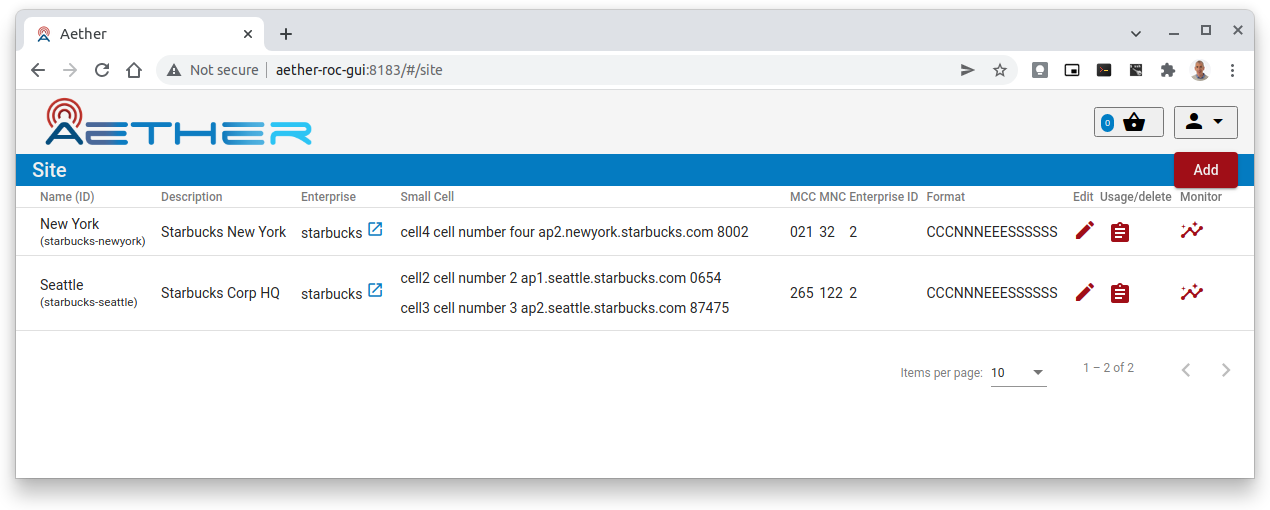 Aether
Not secure aether-roc-gui:8183/#/site
AETHER
0
Site
Add
Name (ID) Description Enterprise Small Cell MCC MNC Enterprise ID Format Edit Usage/delete Monitor
New York
(starbucks-newyork)
Starbucks New York starbucks cell4 cell number four ap2.newyork.starbucks.com 8002 021 32 2 CCCNNNEEESSSSSS
Seattle
(starbucks-seattle)
Starbucks Corp HQ starbucks
cell2 cell number 2 ap1.seattle.starbucks.com 0654
cell3 cell number 3 ap2.seattle.starbucks.com 87475
265 122 2 CCCNNNEEESSSSSS
Items per page: 10 1 – 2 of 2